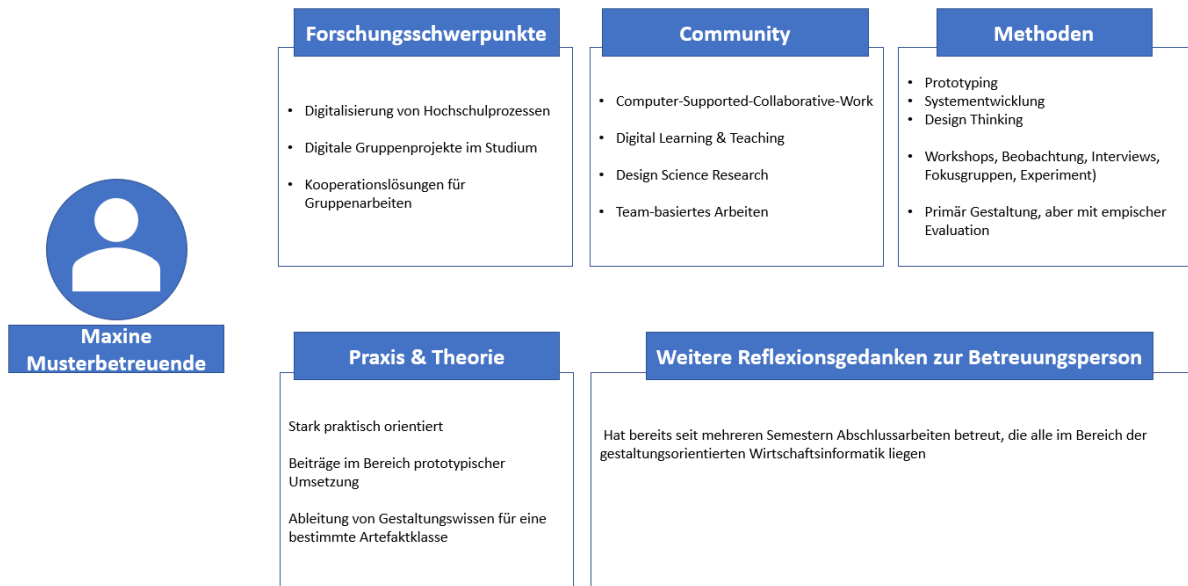 Forschungsschwerpunkte
• Digitalisierung von Hochschulprozessen
• Digitale Gruppenprojekte im Studium
• Kooperationslösungen für
Gruppenarbeiten
Community
• Computer-Supported-Collaborative-Work
• Digital Learning & Teaching
• Design Science Research
• Team-basiertes Arbeiten
Methoden
• Prototyping
• Systementwicklung
• Design Thinking
• Workshops, Beobachtung, Interviews,
Fokusgruppen, Experiment)
• Primär Gestaltung, aber mit empischer
Evaluation
Maxine
Musterbetreuende
Praxis & Theorie
Stark praktisch orientiert
Beiträge im Bereich prototypischer
Umsetzung
Ableitung von Gestaltungswissen für eine
bestimmte Artefaktklasse
Weitere Reflexionsgedanken zur Betreuungsperson
Hat bereits seit mehreren Semestern Abschlussarbeiten betreut, die alle im Bereich der
gestaltungsorientierten Wirtschaftsinformatik liegen